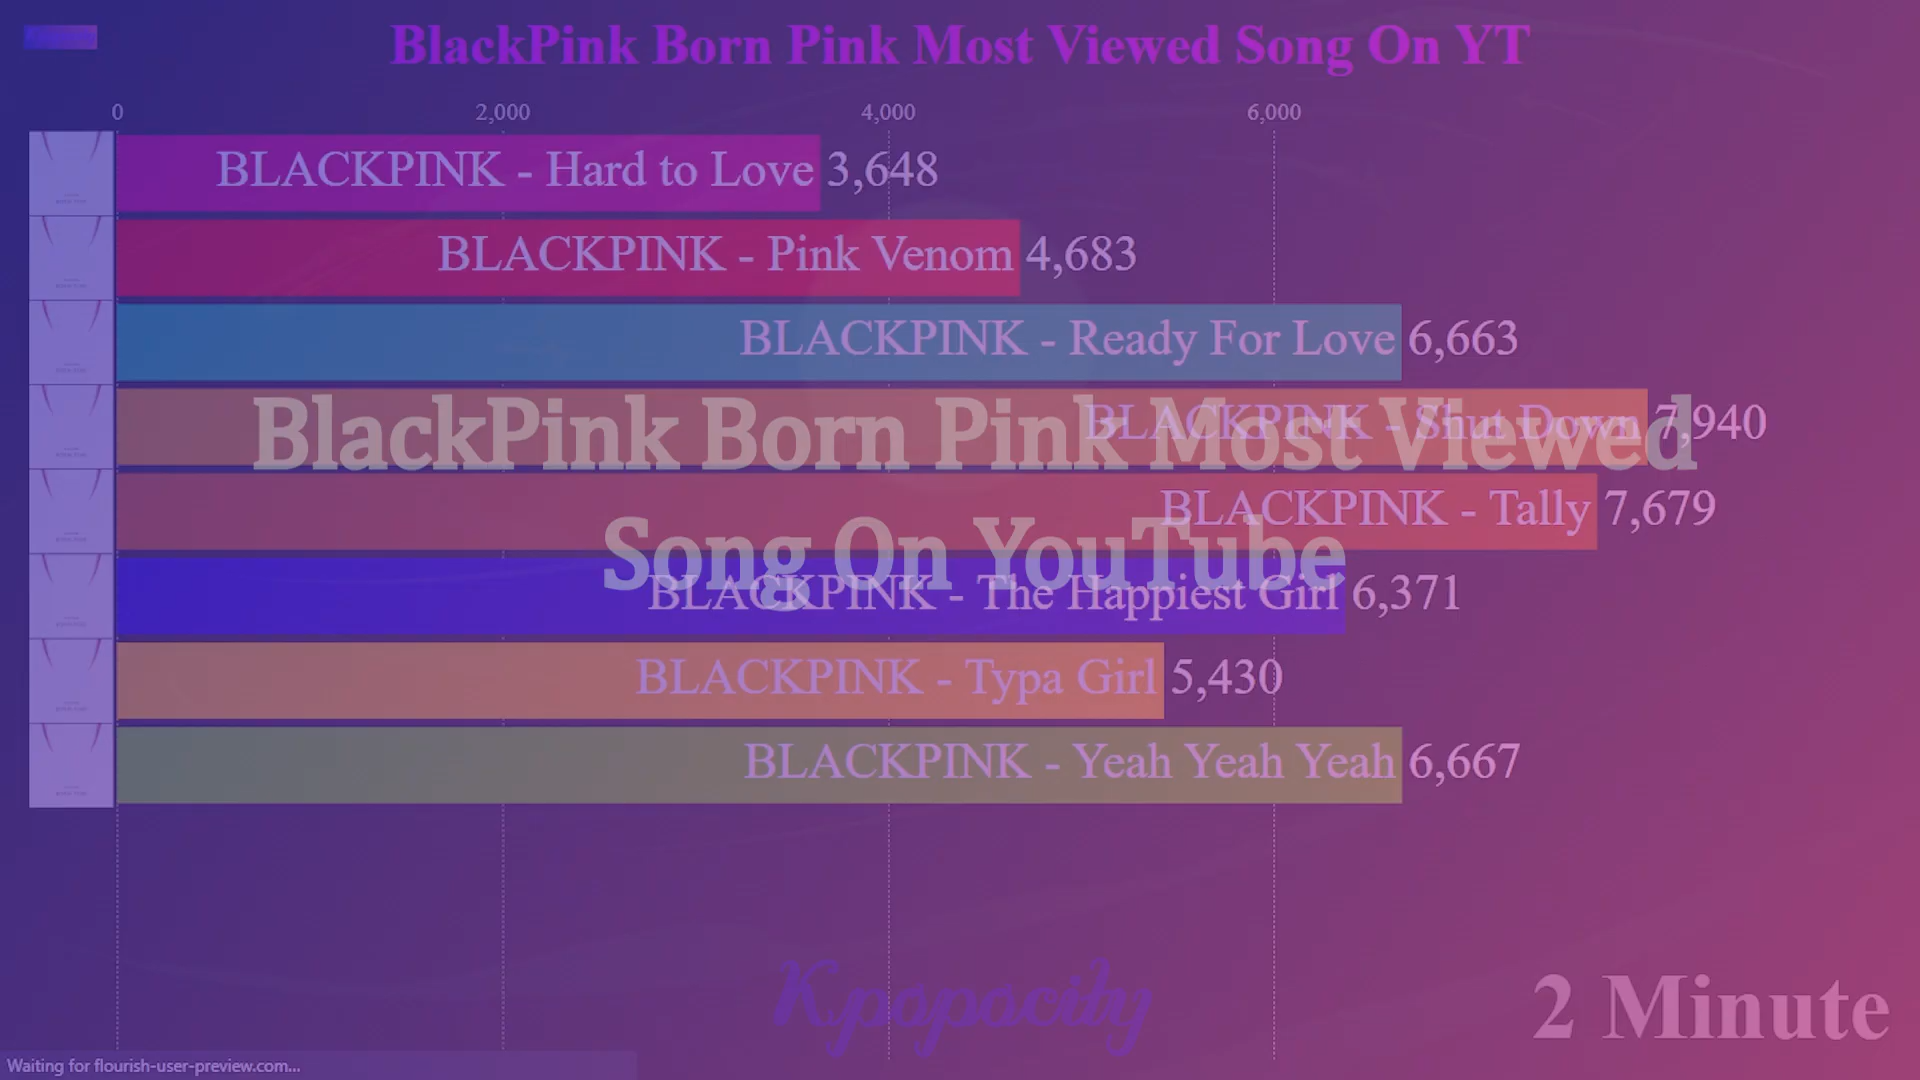 BlackPink Born Pink Most Viewed Song On YT
0 2,000 4,000 6,000
BLACKPINK - Hard to Love 3,648
BLACKPINK - Pink Venom 4,683
BLACKPINK - Ready For Love 6,663
BLACKPINK - Shut Down 7,940
BlackPink Born Pink Most Viewed
BLACKPINK - Tally 7,679
Song On YouTube
BLACKPINK - The Happiest Girl 6,371
BLACKPINK - Typa Girl 5,430
BLACKPINK - Yeah Yeah Yeah 6,667
Kpopacity
2 Minute
Waiting for flourish-user-preview.com...